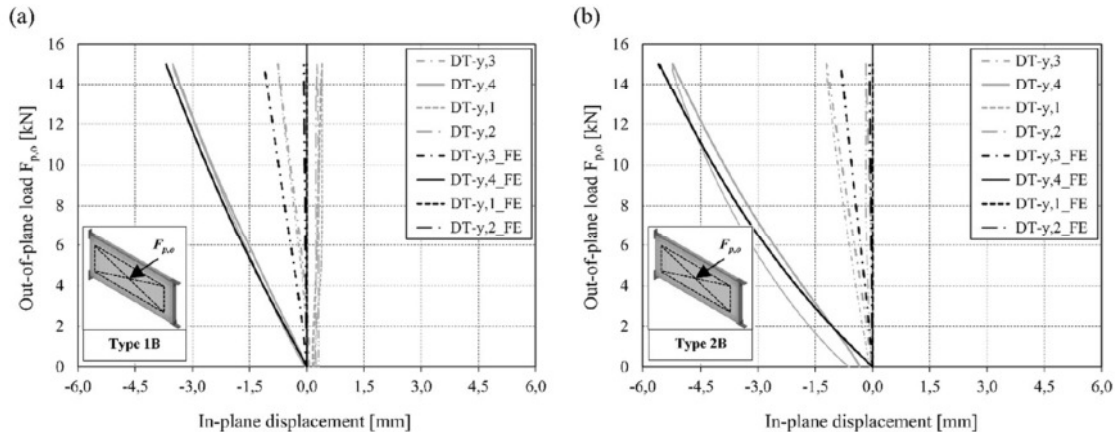 (a)
Out-of-plane load Fp,o [kN]
16
14
12
10
8
6
4
2
0
DT-y,3
DT-y,4
DT-y,1
DT-y,2
DT-y,3_FE
DT-y,4_FE
DT-y,1_FE
DT-y,2_FE
Fp,o
Type 1B
-6,0 -4,5 -3,0 -1,5 0,0 1,5 3,0 4,5 6,0
In-plane displacement [mm]
(b)
Out-of-plane load Fp,o [kN]
16
14
12
10
8
6
4
2
0
DT-y,3
DT-y,4
DT-y,1
DT-y,2
DT-y,3_FE
DT-y,4_FE
DT-y,1_FE
DT-y,2_FE
Fp,o
Type 2B
-6,0 -4,5 -3,0 -1,5 0,0 1,5 3,0 4,5 6,0
In-plane displacement [mm]